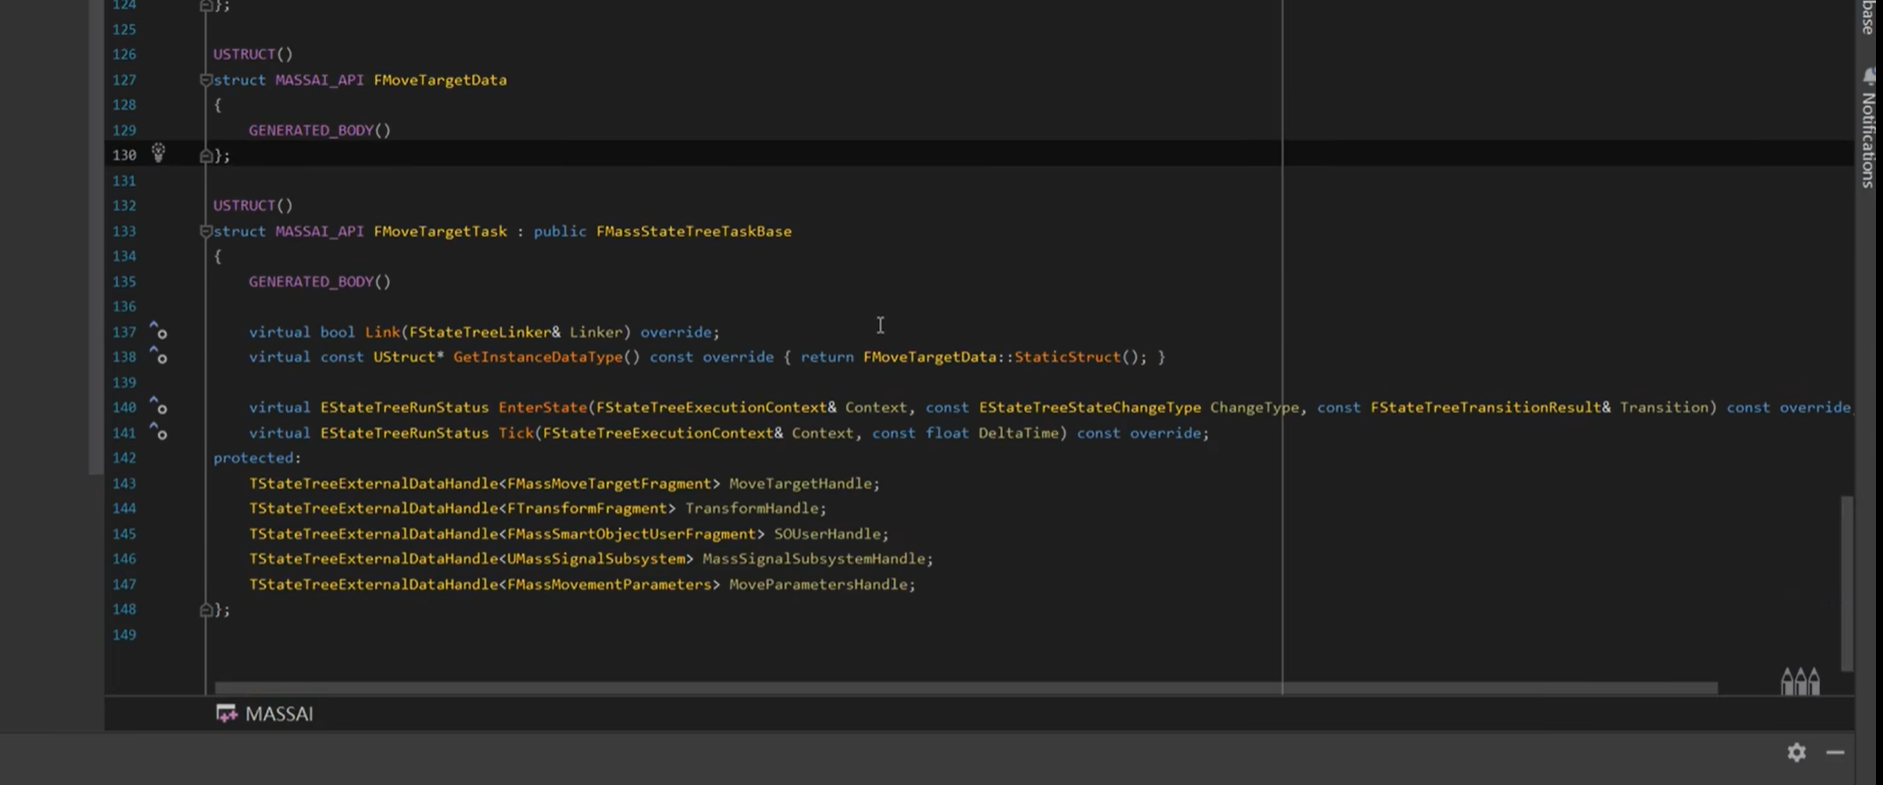 124 };
125
126 USTRUCT()
127 struct MASSAI_API FMoveTargetData
128 {
129 GENERATED_BODY()
130 };
131
132 USTRUCT()
133 struct MASSAI_API FMoveTargetTask : public FMassStateTreeTaskBase
134 {
135 GENERATED_BODY()
136
137 virtual bool Link(FStateTreeLinker& Linker) override;
138 virtual const UStruct* GetInstanceDataType() const override { return FMoveTargetData::StaticStruct(); }
139
140 virtual EStateTreeRunStatus EnterState(FStateTreeExecutionContext& Context, const EStateTreeStateChangeType ChangeType, const FStateTreeTransitionResult& Transition) const override;
141 virtual EStateTreeRunStatus Tick(FStateTreeExecutionContext& Context, const float DeltaTime) const override;
142 protected:
143 TStateTreeExternalDataHandle<FMassMoveTargetFragment> MoveTargetHandle;
144 TStateTreeExternalDataHandle<FTransformFragment> TransformHandle;
145 TStateTreeExternalDataHandle<FMassSmartObjectUserFragment> SOUserHandle;
146 TStateTreeExternalDataHandle<UMassSignalSubsystem> MassSignalSubsystemHandle;
147 TStateTreeExternalDataHandle<FMassMovementParameters> MoveParametersHandle;
148 };
149
MASSAI
base
Notifications